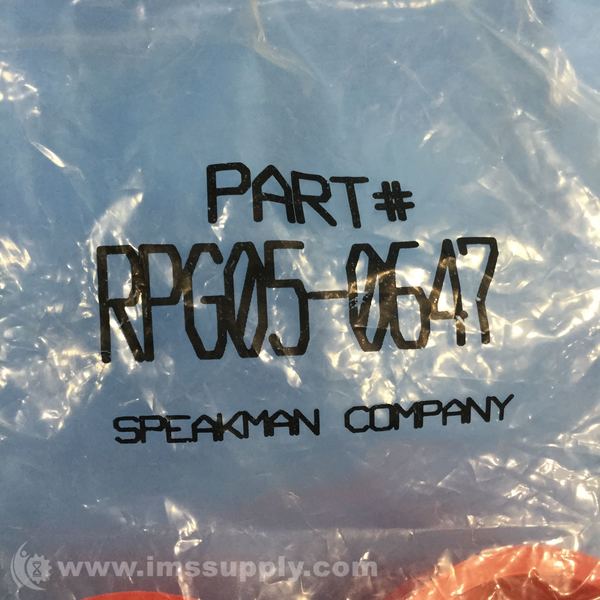 PART#
RPG05-0647
SPEAKMAN COMPANY
www.imssupply.com